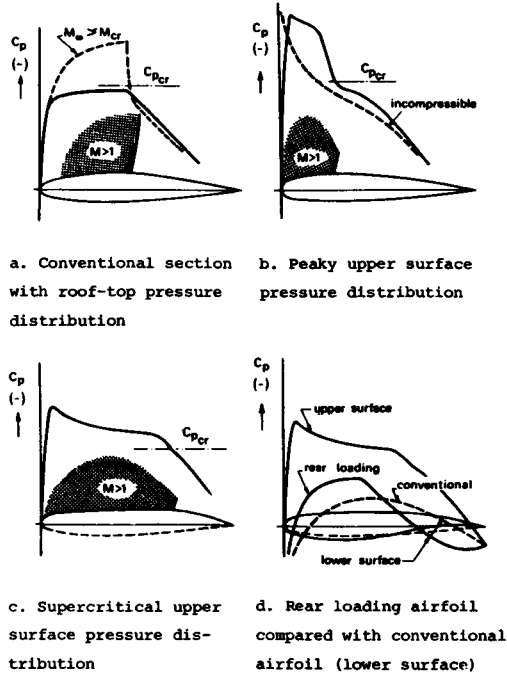 Cp
(-)
M∞ ⩾ Mcr
Cpcr
M>1
a. Conventional section
with roof-top pressure
distribution
Cp
(-)
Cpcr
incompressible
M>1
b. Peaky upper surface
pressure distribution
Cp
(-)
Cpcr
M>1
c. Supercritical upper
surface pressure dis-
tribution
Cp
(-)
upper surface
rear loading
conventional
lower surface
d. Rear loading airfoil
compared with conventional
airfoil (lower surface)